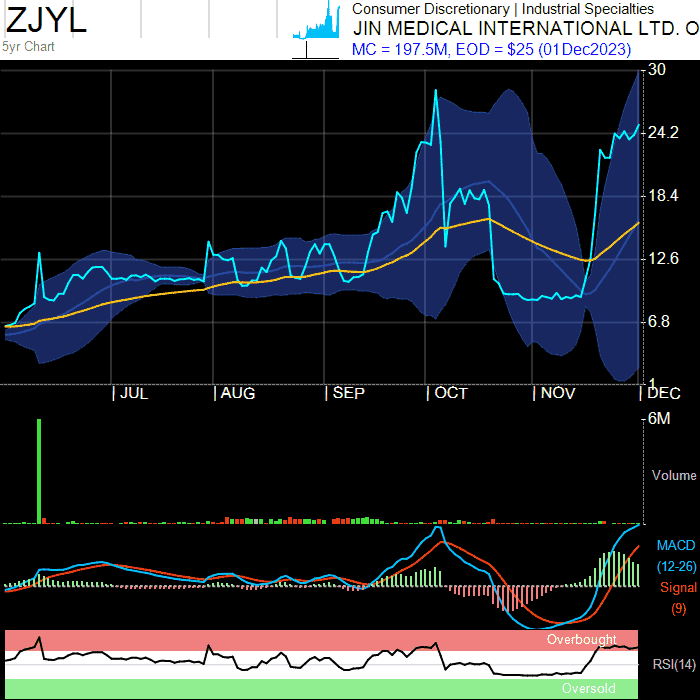 ZJYL
5yr Chart
Consumer Discretionary | Industrial Specialties
JIN MEDICAL INTERNATIONAL LTD. O
MC = 197.5M, EOD = $25 (01Dec2023)
30
24.2
18.4
12.6
6.8
1
JUL
AUG
SEP
OCT
NOV
DEC
6M
Volume
MACD
(12-26)
Signal
(9)
Overbought
RSI(14)
Oversold